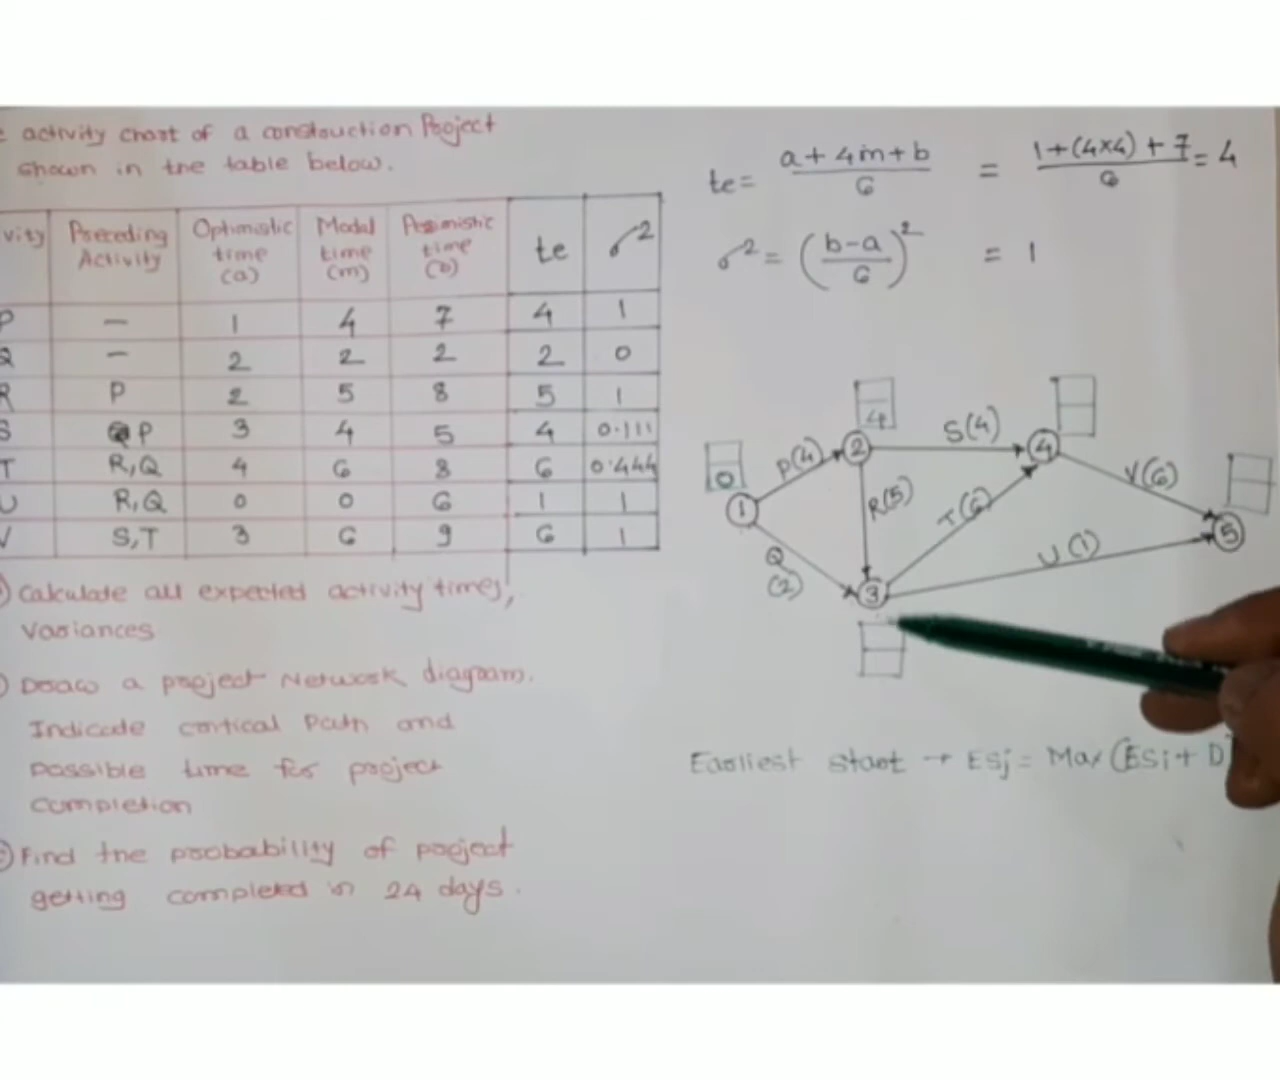 activity chart of a construction Project
shown in the table below.
vity Preceding Activity Optimistic time (a) Modal time (m) Pessimistic time (b) te σ²
P - 1 4 7 4 1
Q - 2 2 2 2 0
R P 2 5 8 5 1
S P 3 4 5 4 0.111
T R,Q 4 6 8 6 0.444
U R,Q 0 0 6 1 1
V S,T 3 6 9 6 1
Calculate all expected activity times,
Variances
Draw a project Network diagram.
Indicate cortical Path and
possible time for project
completion
Find the probability of project
getting completed in 24 days.
te = a + 4m + b / 6 = 1 + (4×4) + 7 / 6 = 4
σ² = (b-a / 6)² = 1
4
0
1
P(4)
2
S(4)
4
V(6)
R(5)
T(6)
Q
(2)
3
U(1)
5
Earliest start → ESj = Max (ESi + D